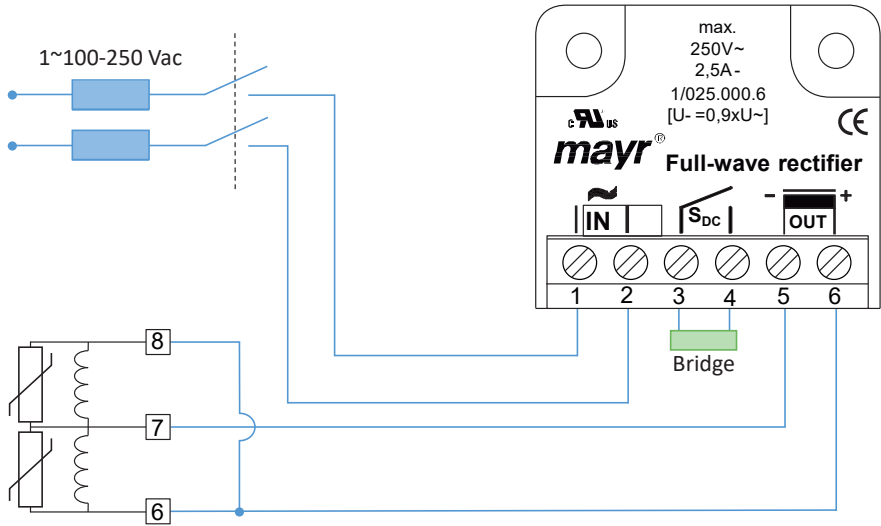 1~100-250 Vac
max.
250V~
2,5A-
1/025.000.6
[U- =0,9xU~]
c RU us
CE
mayr®
Full-wave rectifier
~
- +
IN
SDC
OUT
1 2 3 4 5 6
Bridge
8
7
6